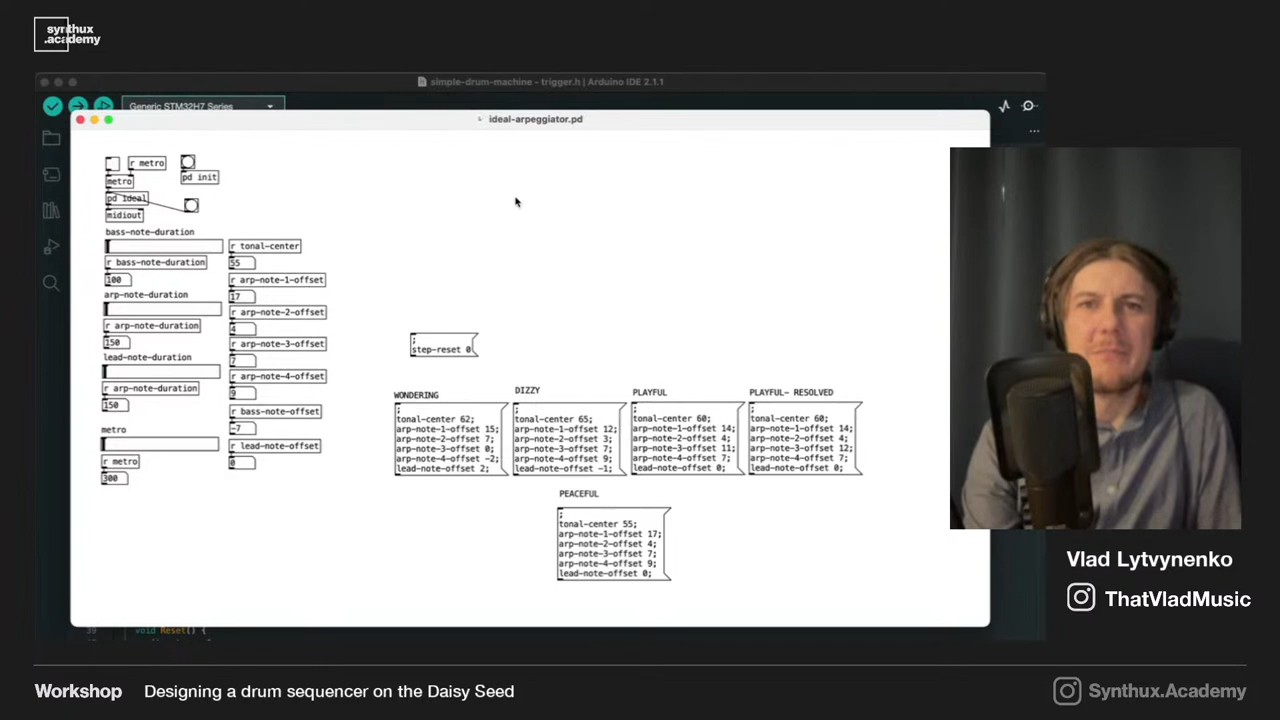 synthux
.academy
simple-drum-machine - trigger.h | Arduino IDE 2.1.1
Generic STM32H7 Series
ideal-arpeggiator.pd
r metro
metro
pd init
pd ideal
midiout
bass-note-duration
r bass-note-duration
100
arp-note-duration
r arp-note-duration
150
lead-note-duration
r arp-note-duration
150
metro
r metro
300
r tonal-center
55
r arp-note-1-offset
17
r arp-note-2-offset
4
r arp-note-3-offset
7
r arp-note-4-offset
9
r bass-note-offset
-7
r lead-note-offset
0
;
step-reset 0
WONDERING
;
tonal-center 62;
arp-note-1-offset 15;
arp-note-2-offset 7;
arp-note-3-offset 0;
arp-note-4-offset -2;
lead-note-offset 2;
DIZZY
;
tonal-center 65;
arp-note-1-offset 12;
arp-note-2-offset 3;
arp-note-3-offset 7;
arp-note-4-offset 9;
lead-note-offset -1;
PLAYFUL
;
tonal-center 60;
arp-note-1-offset 14;
arp-note-2-offset 4;
arp-note-3-offset 11;
arp-note-4-offset 7;
lead-note-offset 0;
PLAYFUL- RESOLVED
;
tonal-center 60;
arp-note-1-offset 14;
arp-note-2-offset 4;
arp-note-3-offset 12;
arp-note-4-offset 7;
lead-note-offset 0;
PEACEFUL
;
tonal-center 55;
arp-note-1-offset 17;
arp-note-2-offset 4;
arp-note-3-offset 7;
arp-note-4-offset 9;
lead-note-offset 0;
39
void Reset() {
Vlad Lytvynenko
ThatVladMusic
Workshop Designing a drum sequencer on the Daisy Seed
Synthux.Academy